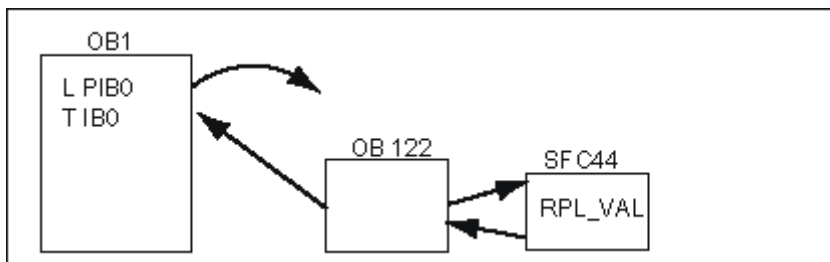 OB1
L PIB0
T IB0
OB 122
SFC44
RPL_VAL